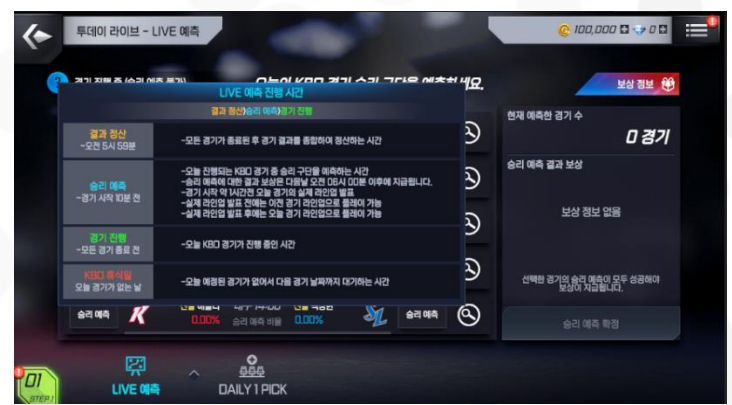 투데이 라이브 - LIVE 예측
100,000
0
오늘의 KBO 경기 승리 구단을 예측하세요.
LIVE 예측 진행 시간
결과 정산>승리 예측>경기 진행
결과 정산
~오전 5시 59분
-모든 경기가 종료된 후 경기 결과를 종합하여 정산하는 시간
승리 예측
~경기 시작 10분 전
-오늘 진행되는 KBO 경기 중 승리 구단을 예측하는 시간
-승리 예측에 대한 결과 보상은 다음날 오전 06시 00분 이후에 지급됩니다.
-경기 시작 약 1시간전 오늘 경기의 실제 라인업 발표
-실제 라인업 발표 전에는 이전 경기 라인업으로 플레이 가능
-실제 라인업 발표 후에는 오늘 경기 라인업으로 플레이 가능
경기 진행
~모든 경기 종료 전
-오늘 KBO 경기가 진행 중인 시간
KBO 휴식일
오늘 경기가 없는 날
-오늘 예정된 경기가 없어서 다음 경기 날짜까지 대기하는 시간
승리 예측
0.00%
승리 예측 비율
0.00%
승리 예측
보상 정보
현재 예측한 경기 수
0 경기
승리 예측 결과 보상
보상 정보 없음
선택한 경기의 승리 예측이 모두 성공해야
보상이 지급됩니다.
승리 예측 확정
01
STEP.1
LIVE 예측
DAILY 1 PICK